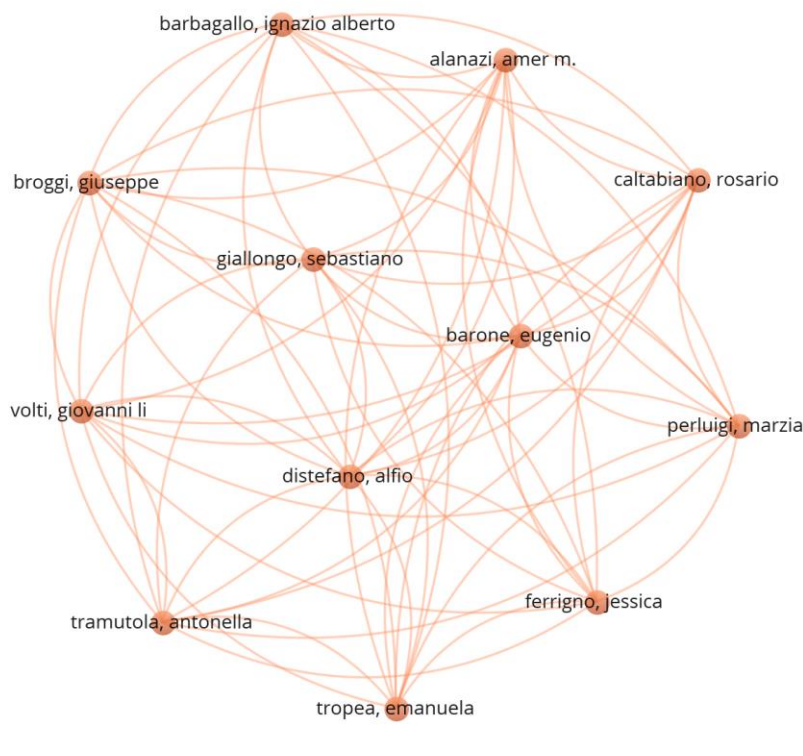 barbagallo, ignazio alberto
alanazi, amer m.
broggi, giuseppe
caltabiano, rosario
giallongo, sebastiano
barone, eugenio
volti, giovanni li
perluigi, marzia
distefano, alfio
ferrigno, jessica
tramutola, antonella
tropea, emanuela